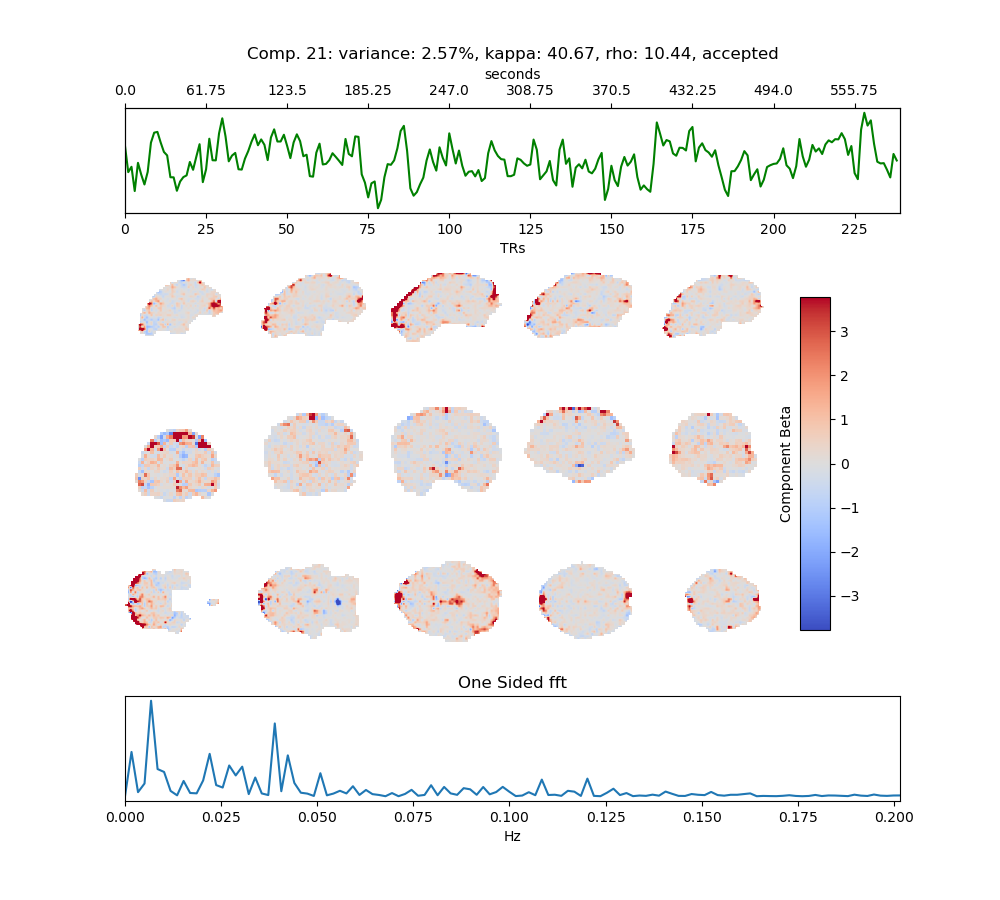 Comp. 21: variance: 2.57%, kappa: 40.67, rho: 10.44, accepted
seconds
0.0 61.75 123.5 185.25 247.0 308.75 370.5 432.25 494.0 555.75
0 25 50 75 100 125 150 175 200 225
TRs
3
2
1
0
−1
−2
−3
Component Beta
One Sided fft
0.000 0.025 0.050 0.075 0.100 0.125 0.150 0.175 0.200
Hz